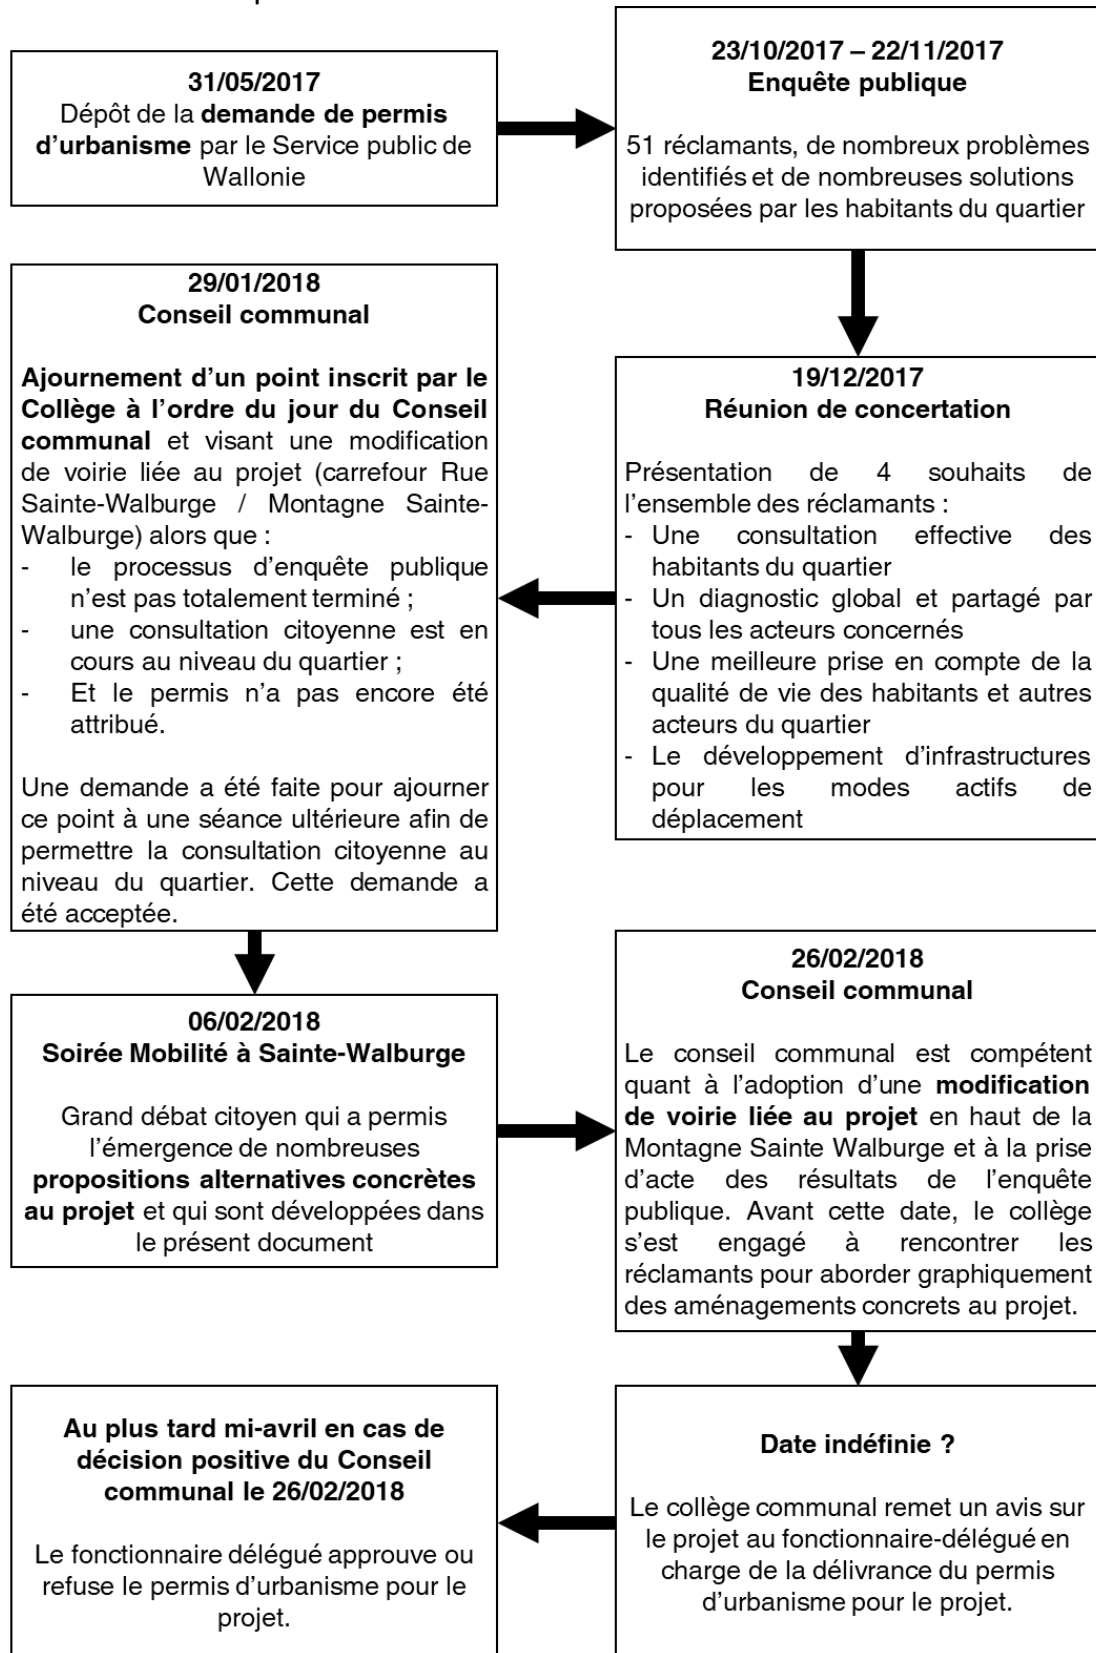 31/05/2017
Dépôt de la demande de permis
d'urbanisme par le Service public de
Wallonie
23/10/2017 – 22/11/2017
Enquête publique
51 réclamants, de nombreux problèmes
identifiés et de nombreuses solutions
proposées par les habitants du quartier
19/12/2017
Réunion de concertation
Présentation de 4 souhaits de
l'ensemble des réclamants :
- Une consultation effective des
habitants du quartier
- Un diagnostic global et partagé par
tous les acteurs concernés
- Une meilleure prise en compte de la
qualité de vie des habitants et autres
acteurs du quartier
- Le développement d'infrastructures
pour les modes actifs de
déplacement
29/01/2018
Conseil communal
Ajournement d'un point inscrit par le
Collège à l'ordre du jour du Conseil
communal et visant une modification
de voirie liée au projet (carrefour Rue
Sainte-Walburge / Montagne Sainte-
Walburge) alors que :
- le processus d'enquête publique
n'est pas totalement terminé ;
- une consultation citoyenne est en
cours au niveau du quartier ;
- Et le permis n'a pas encore été
attribué.
Une demande a été faite pour ajourner
ce point à une séance ultérieure afin de
permettre la consultation citoyenne au
niveau du quartier. Cette demande a
été acceptée.
06/02/2018
Soirée Mobilité à Sainte-Walburge
Grand débat citoyen qui a permis
l'émergence de nombreuses
propositions alternatives concrètes
au projet et qui sont développées dans
le présent document
26/02/2018
Conseil communal
Le conseil communal est compétent
quant à l'adoption d'une modification
de voirie liée au projet en haut de la
Montagne Sainte Walburge et à la prise
d'acte des résultats de l'enquête
publique. Avant cette date, le collège
s'est engagé à rencontrer les
réclamants pour aborder graphiquement
des aménagements concrets au projet.
Date indéfinie ?
Le collège communal remet un avis sur
le projet au fonctionnaire-délégué en
charge de la délivrance du permis
d'urbanisme pour le projet.
Au plus tard mi-avril en cas de
décision positive du Conseil
communal le 26/02/2018
Le fonctionnaire délégué approuve ou
refuse le permis d'urbanisme pour le
projet.